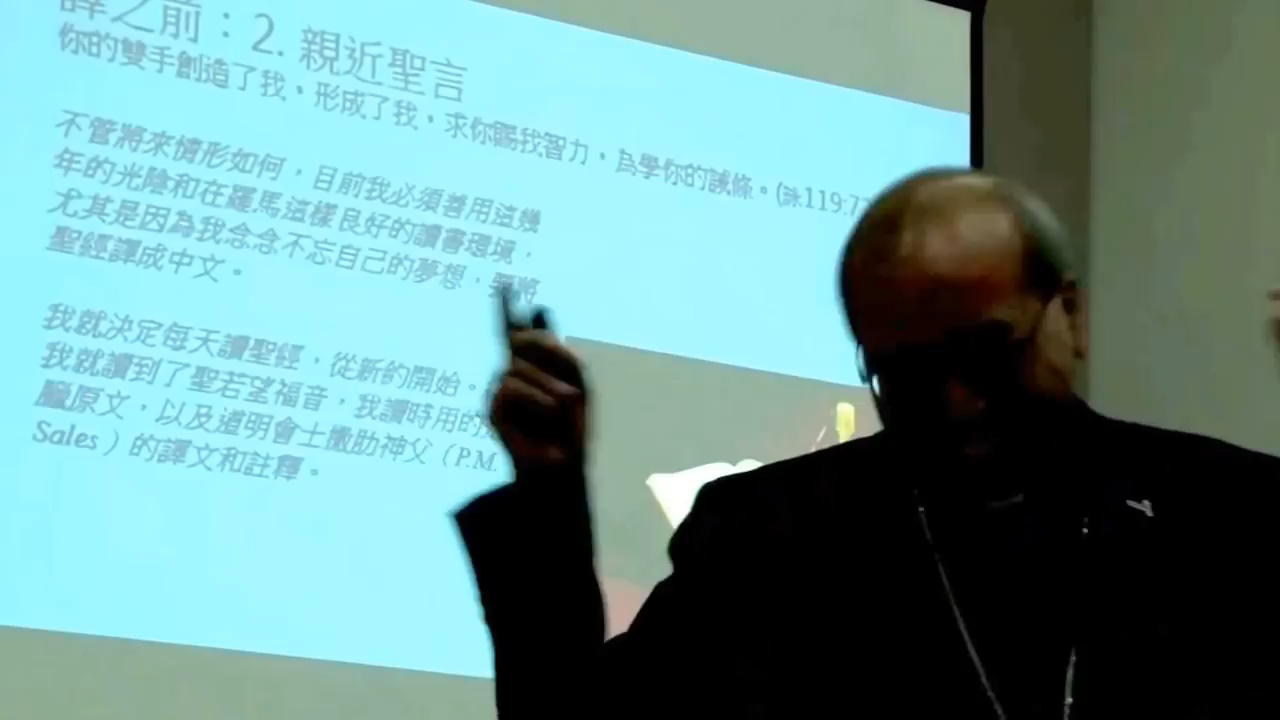 譯之前：2. 親近聖言
你的雙手創造了我，形成了我，求你賜我智力，為學你的誡條。(詠119:7
不管將來情形如何，目前我必須善用這幾
年的光陰和在羅馬這樣良好的讀書環境，
尤其是因為我念念不忘自己的夢想，要將
聖經譯成中文。
我就決定每天讀聖經，從新約開始。
我就讀到了聖若望福音，我讀時用的
臘原文，以及道明會士撒肋神父（P.M.
Sales）的譯文和註釋。